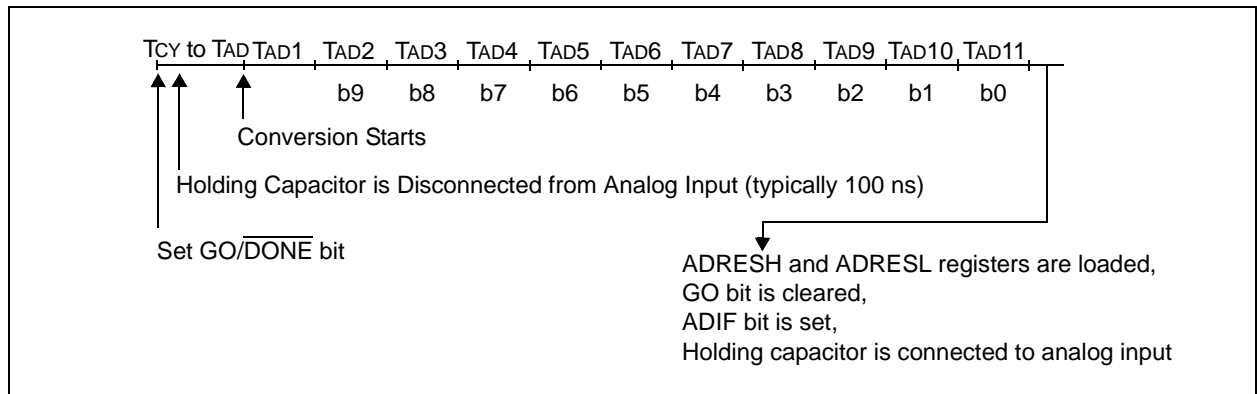 TCY to TAD TAD1 TAD2 TAD3 TAD4 TAD5 TAD6 TAD7 TAD8 TAD9 TAD10 TAD11
b9 b8 b7 b6 b5 b4 b3 b2 b1 b0
Conversion Starts
Holding Capacitor is Disconnected from Analog Input (typically 100 ns)
Set GO/DONE bit
ADRESH and ADRESL registers are loaded,
GO bit is cleared,
ADIF bit is set,
Holding capacitor is connected to analog input